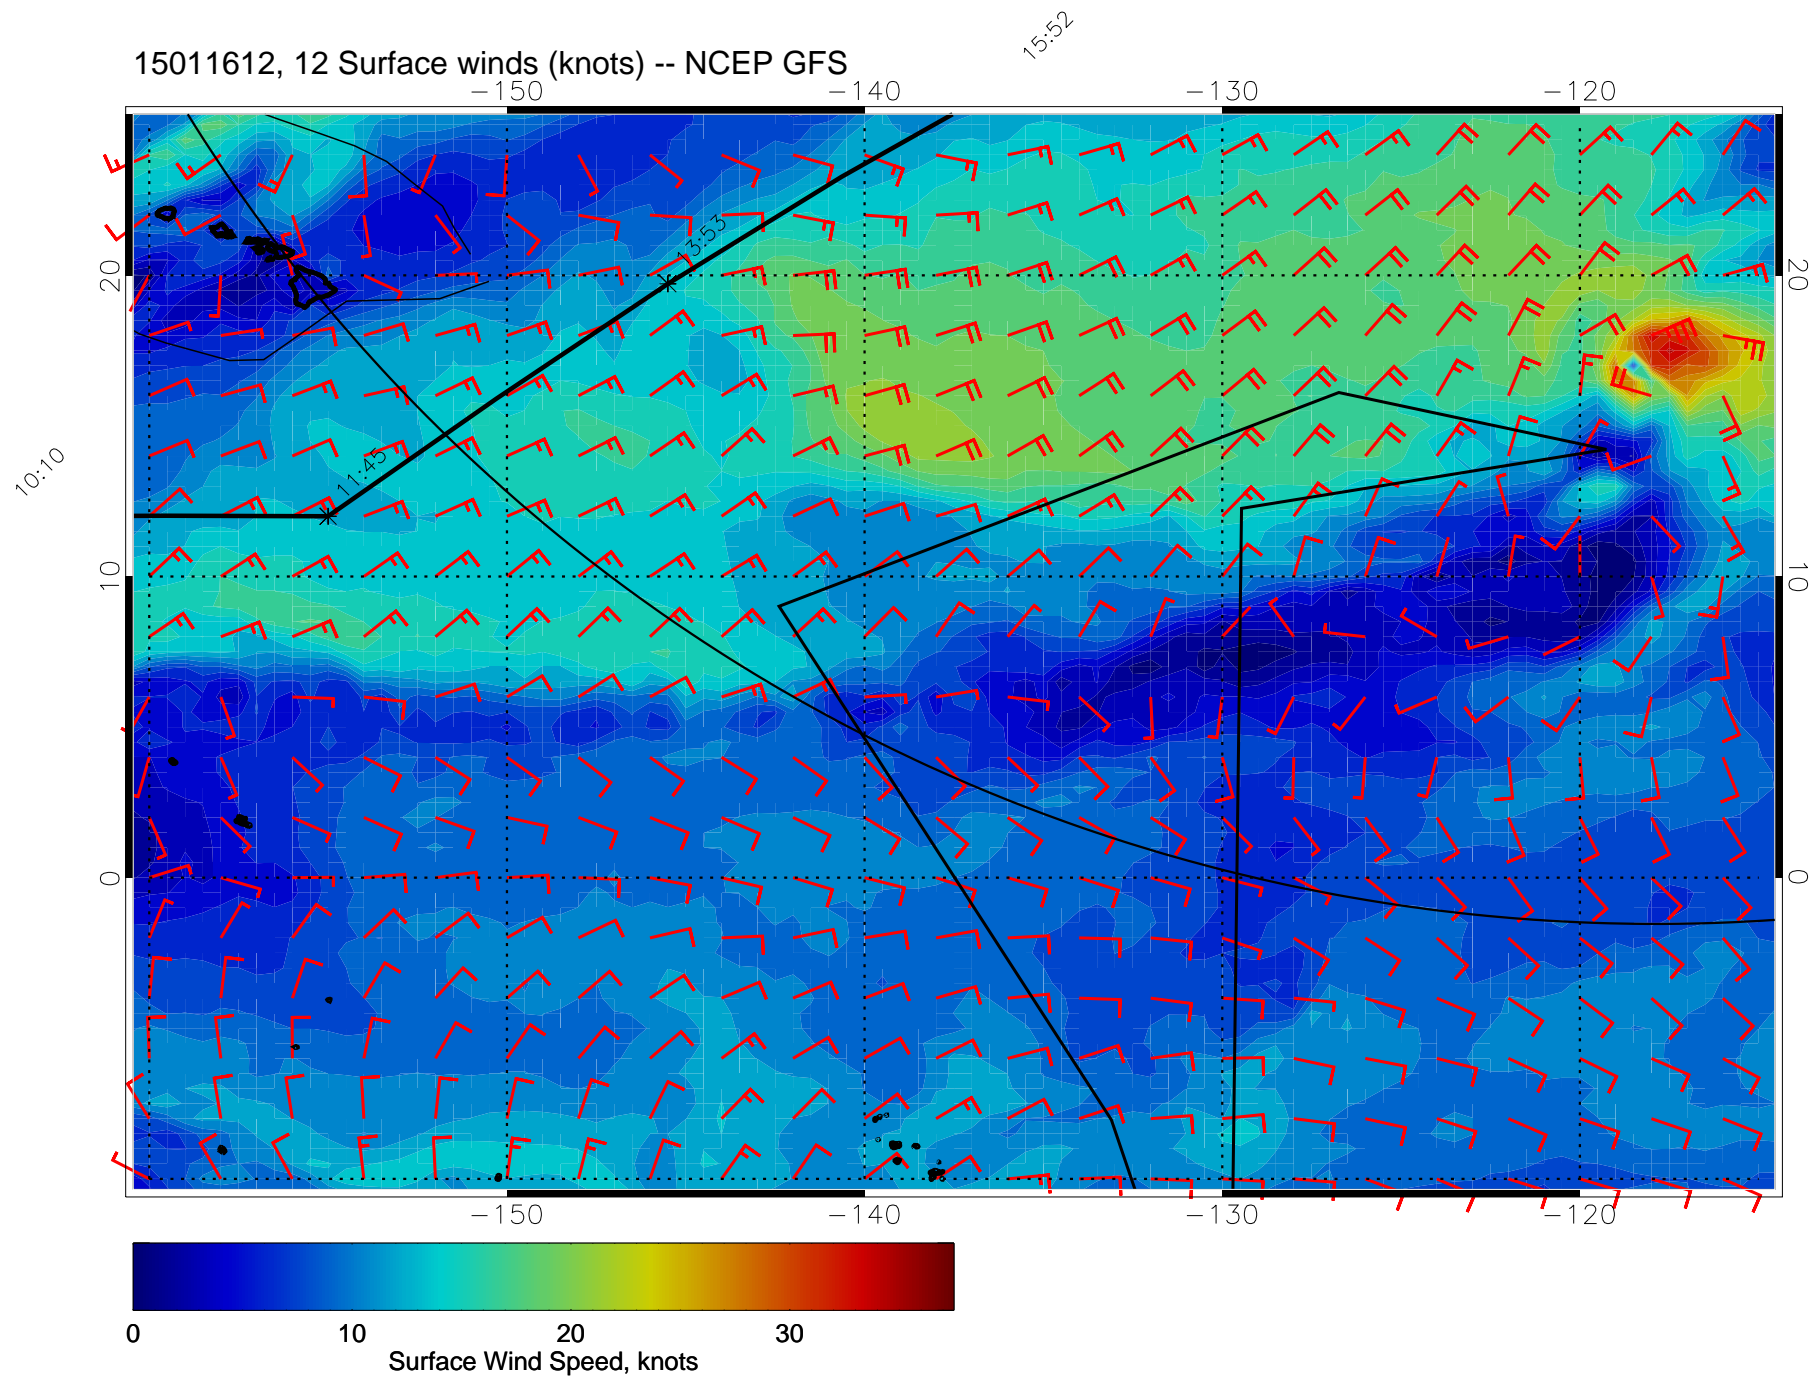 15:52
15011612, 12 Surface winds (knots) -- NCEP GFS
-150 -140 -130 -120
13:53
20 20
11:45
10:10
10 10
0 0
-150 -140 -130 -120
0 10 20 30
Surface Wind Speed, knots